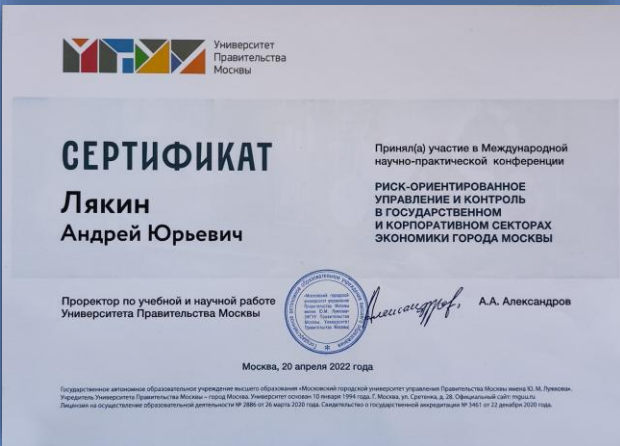 Университет
Правительства
Москвы
СЕРТИФИКАТ
Лякин
Андрей Юрьевич
Принял(а) участие в Международной
научно-практической конференции
РИСК-ОРИЕНТИРОВАННОЕ
УПРАВЛЕНИЕ И КОНТРОЛЬ
В ГОСУДАРСТВЕННОМ
И КОРПОРАТИВНОМ СЕКТОРАХ
ЭКОНОМИКИ ГОРОДА МОСКВЫ
Проректор по учебной и научной работе
Университета Правительства Москвы
А.А. Александров
Москва, 20 апреля 2022 года
Государственное автономное образовательное учреждение высшего образования «Московский городской университет управления Правительства Москвы имени Ю. М. Лужкова».
Учредитель Университета Правительства Москвы – город Москва. Университет основан 10 января 1994 года. Г. Москва, ул. Сретенка, д. 28. Официальный сайт: mguu.ru.
Лицензия на осуществление образовательной деятельности № 2886 от 26 марта 2020 года. Свидетельство о государственной аккредитации № 3461 от 22 декабря 2020 года.